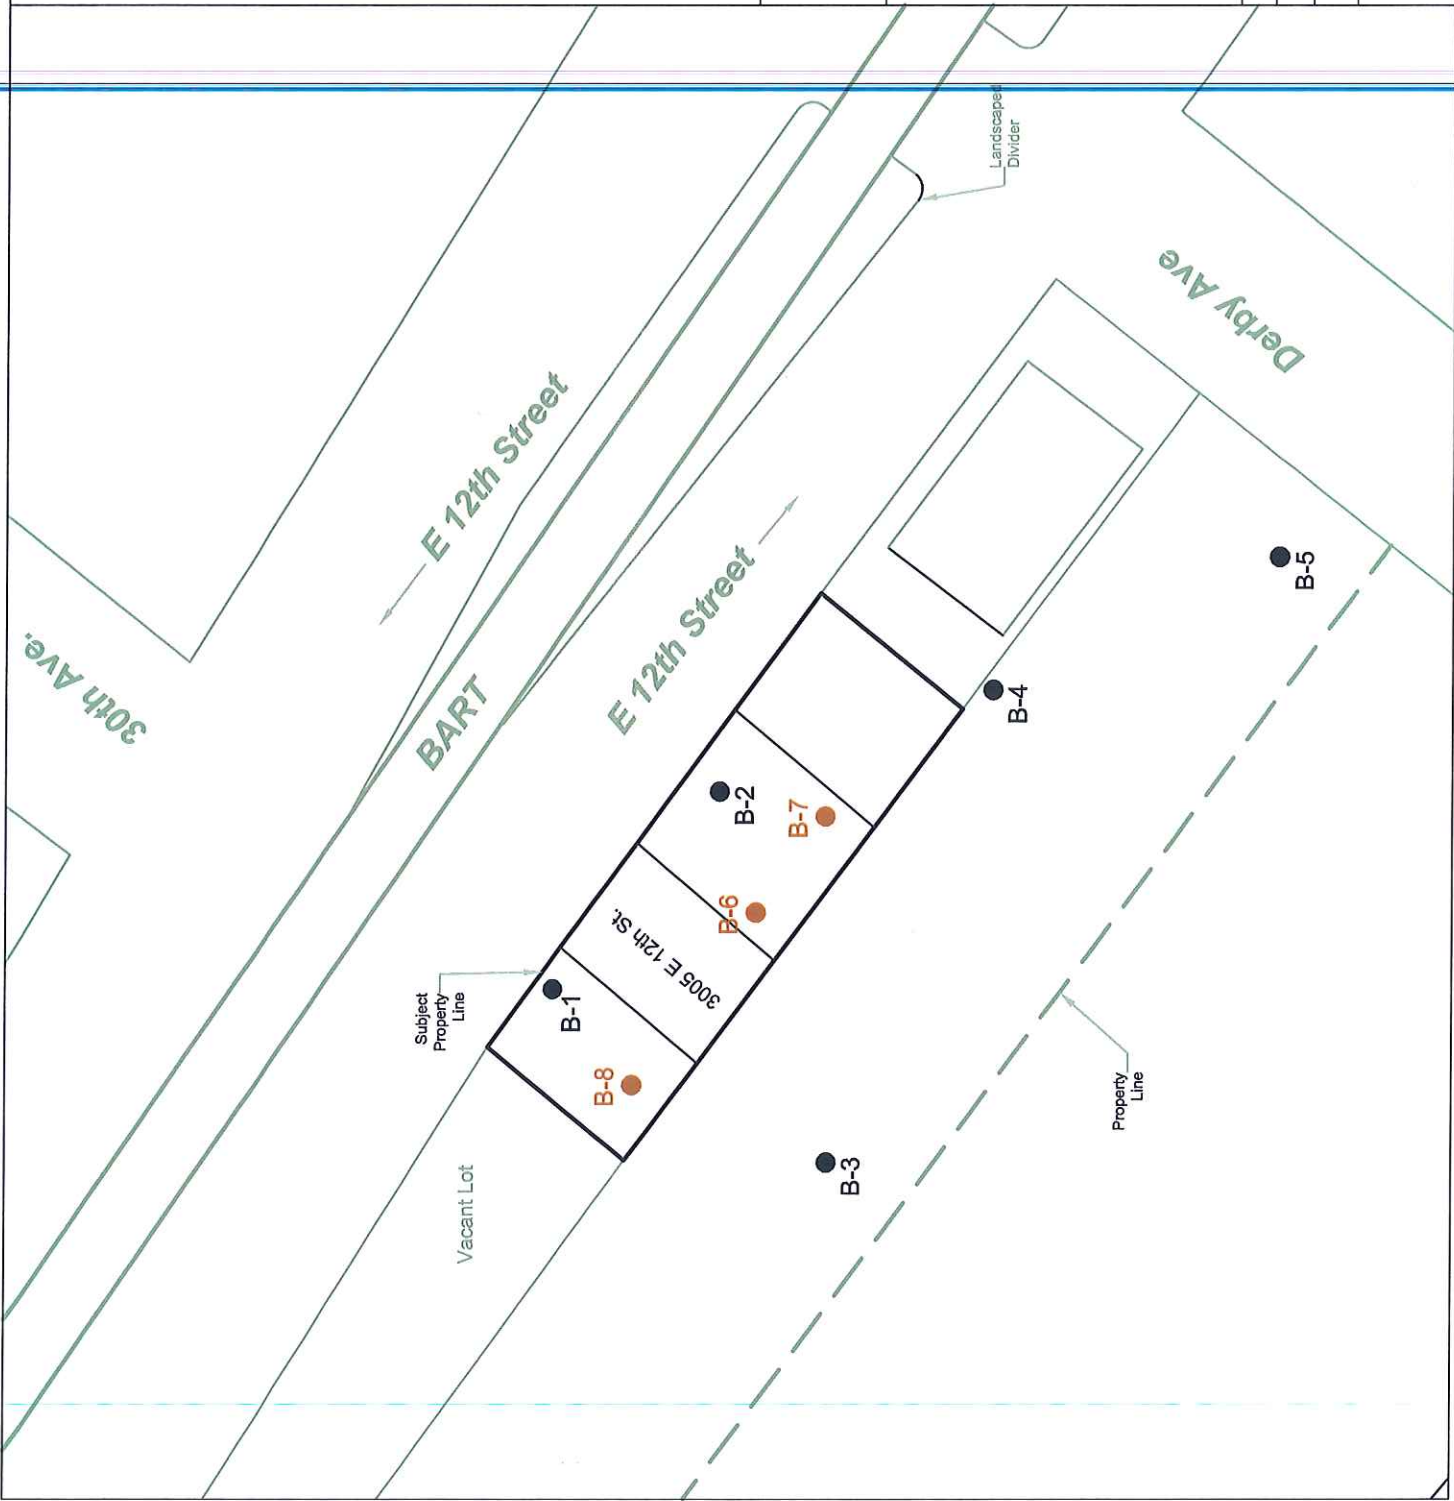 30th Ave.
E 12th Street
BART
E 12th Street
Landscaped
Divider
Derby Ave
Subject
Property
Line
Vacant Lot
3005 E 12th St.
B-1
B-2
B-3
B-4
B-5
B-6
B-7
B-8
Property
Line